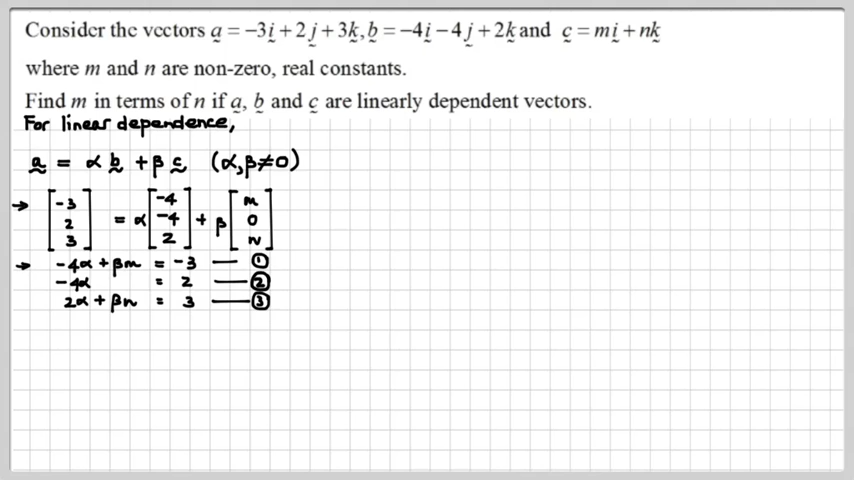 Consider the vectors a = −3i + 2j + 3k, b = −4i − 4j + 2k and c = mi + nk
where m and n are non-zero, real constants.
Find m in terms of n if a, b and c are linearly dependent vectors.
For linear dependence,
a = αb + βc (α,β≠0)
→ [-3 2 3] = α[-4 -4 2] + β[m 0 n]
→ -4α + βm = -3 — ①
-4α = 2 — ②
2α + βn = 3 — ③